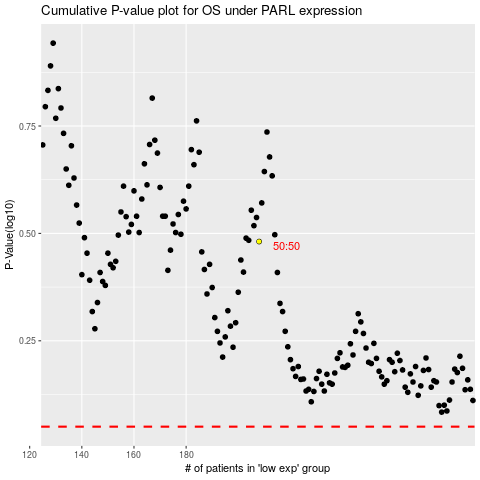 Cumulative P-value plot for OS under PARL expression
P-Value(log10)
0.75
0.50
0.25
50:50
120 140 160 180
# of patients in 'low exp' group